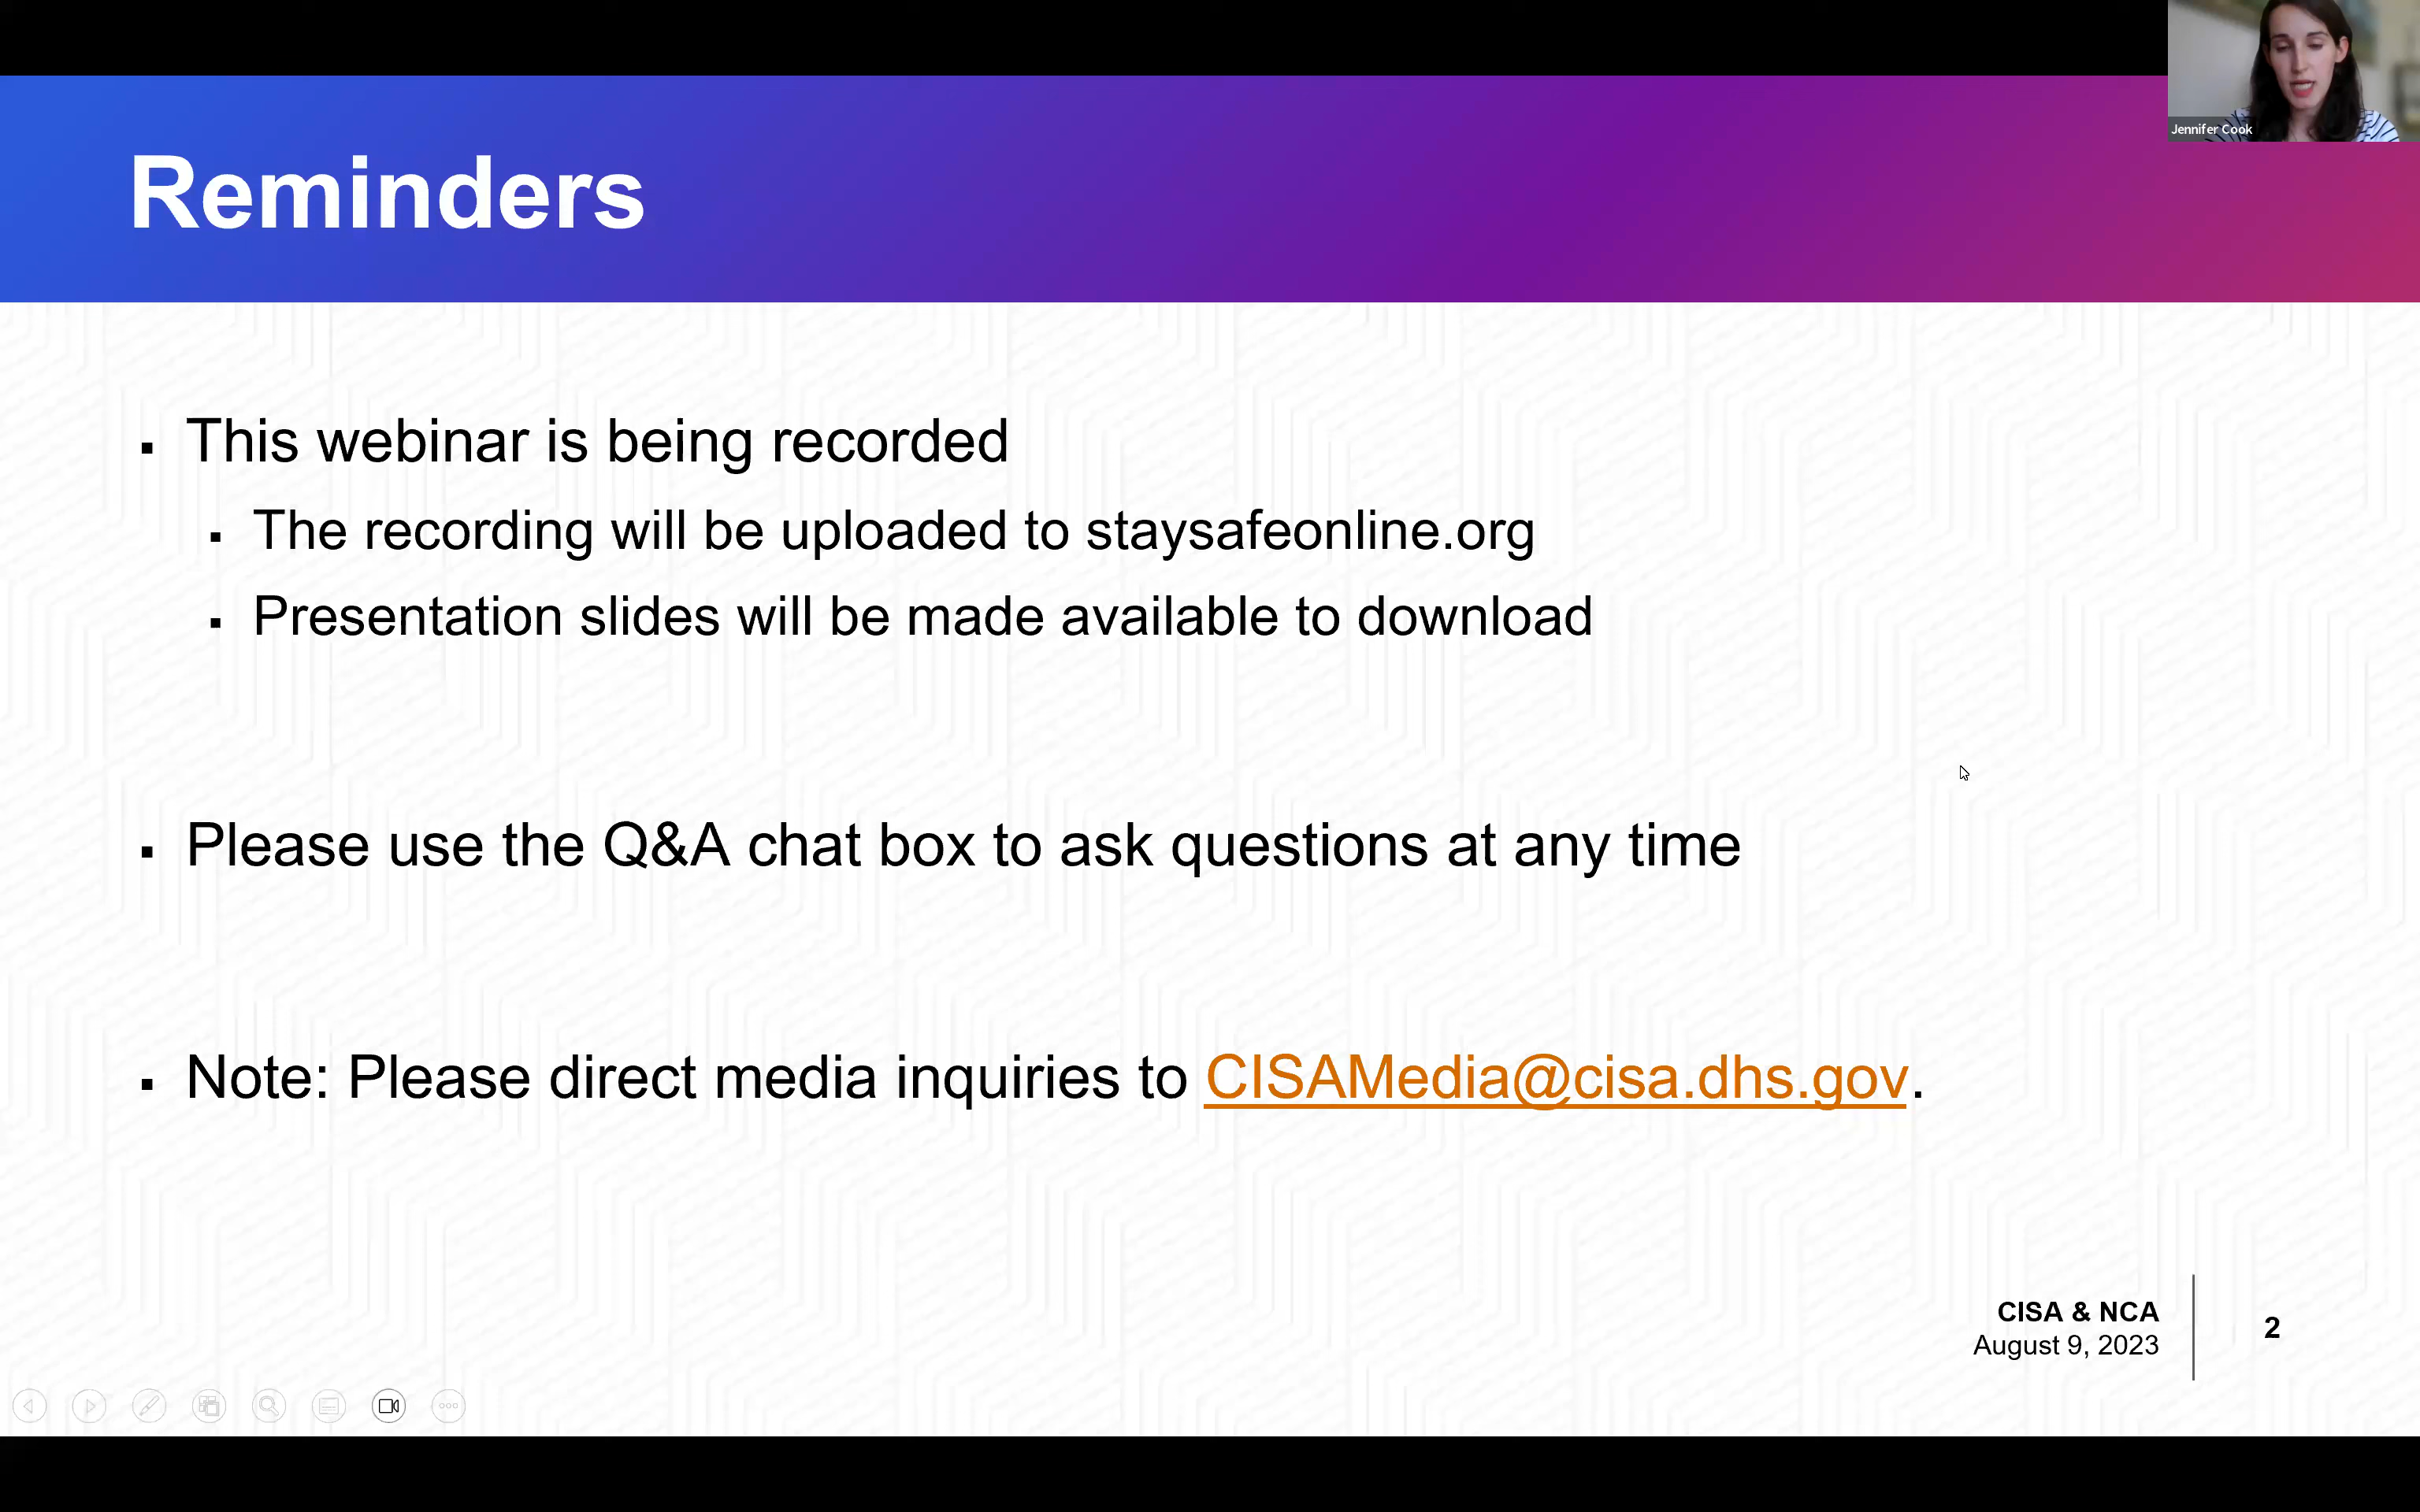 Jennifer Cook
Reminders
▪ This webinar is being recorded
▪ The recording will be uploaded to staysafeonline.org
▪ Presentation slides will be made available to download
▪ Please use the Q&A chat box to ask questions at any time
▪ Note: Please direct media inquiries to CISAMedia@cisa.dhs.gov.
CISA & NCA
August 9, 2023
2